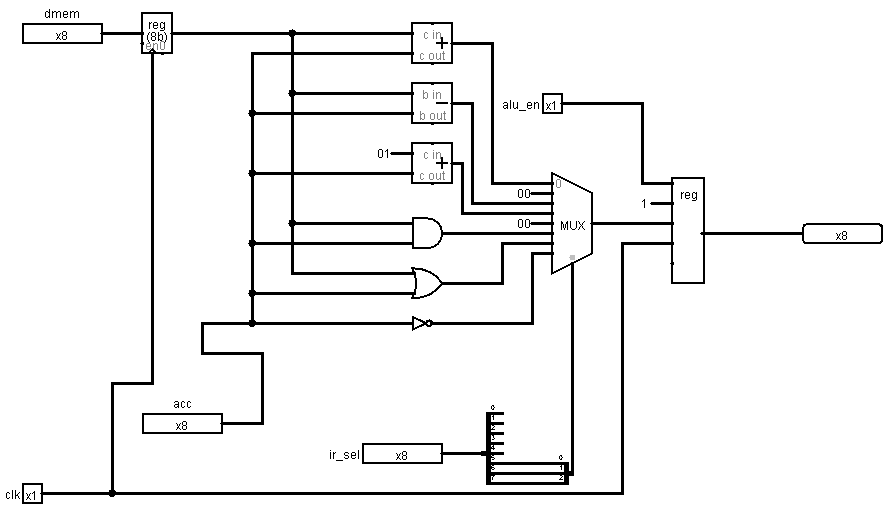 dmem
x8
reg
(8b)
en0
c in
+
c out
b in
−
b out
01
c in
+
c out
alu_en
x1
0
00
00
MUX
reg
1
x8
acc
x8
ir_sel
x8
0
1
2
3
4
5
6
7
0
1
2
clk
x1